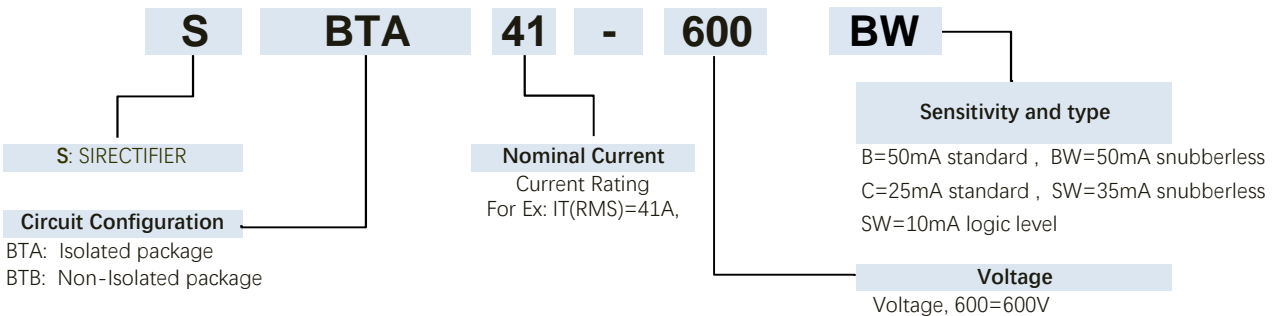 S BTA 41 - 600 BW
Sensitivity and type
S: SIRECTIFIER
Nominal Current
B=50mA standard , BW=50mA snubberless
Current Rating
C=25mA standard , SW=35mA snubberless
For Ex: IT(RMS)=41A,
Circuit Configuration
SW=10mA logic level
BTA: Isolated package
BTB: Non-Isolated package
Voltage
Voltage, 600=600V